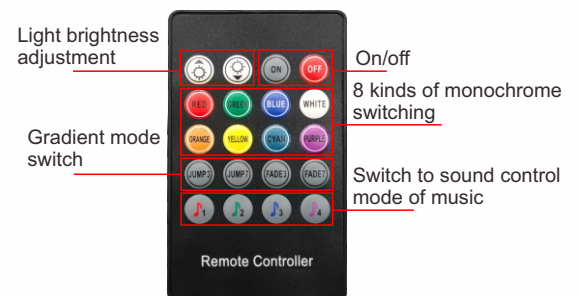 Light brightness
adjustment
On/off
ON
OFF
8 kinds of monochrome
switching
RED
GREEN
BLUE
WHITE
ORANGE
YELLOW
CYAN
PURPLE
Gradient mode
switch
JUMP3
JUMP7
FADE3
FADE7
Switch to sound control
mode of music
1
2
3
4
Remote Controller